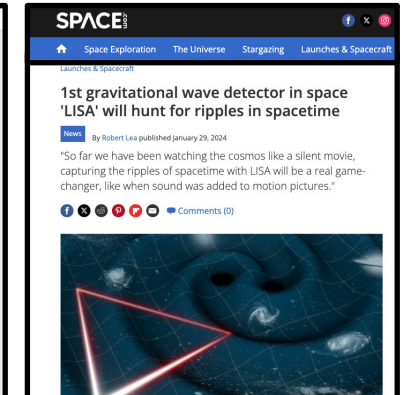 SPACE.com
Space Exploration The Universe Stargazing Launches & Spacecraft
Launches & Spacecraft
1st gravitational wave detector in space
'LISA' will hunt for ripples in spacetime
News By Robert Lea published January 29, 2024
"So far we have been watching the cosmos like a silent movie,
capturing the ripples of spacetime with LISA will be a real game-
changer, like when sound was added to motion pictures."
Comments (0)